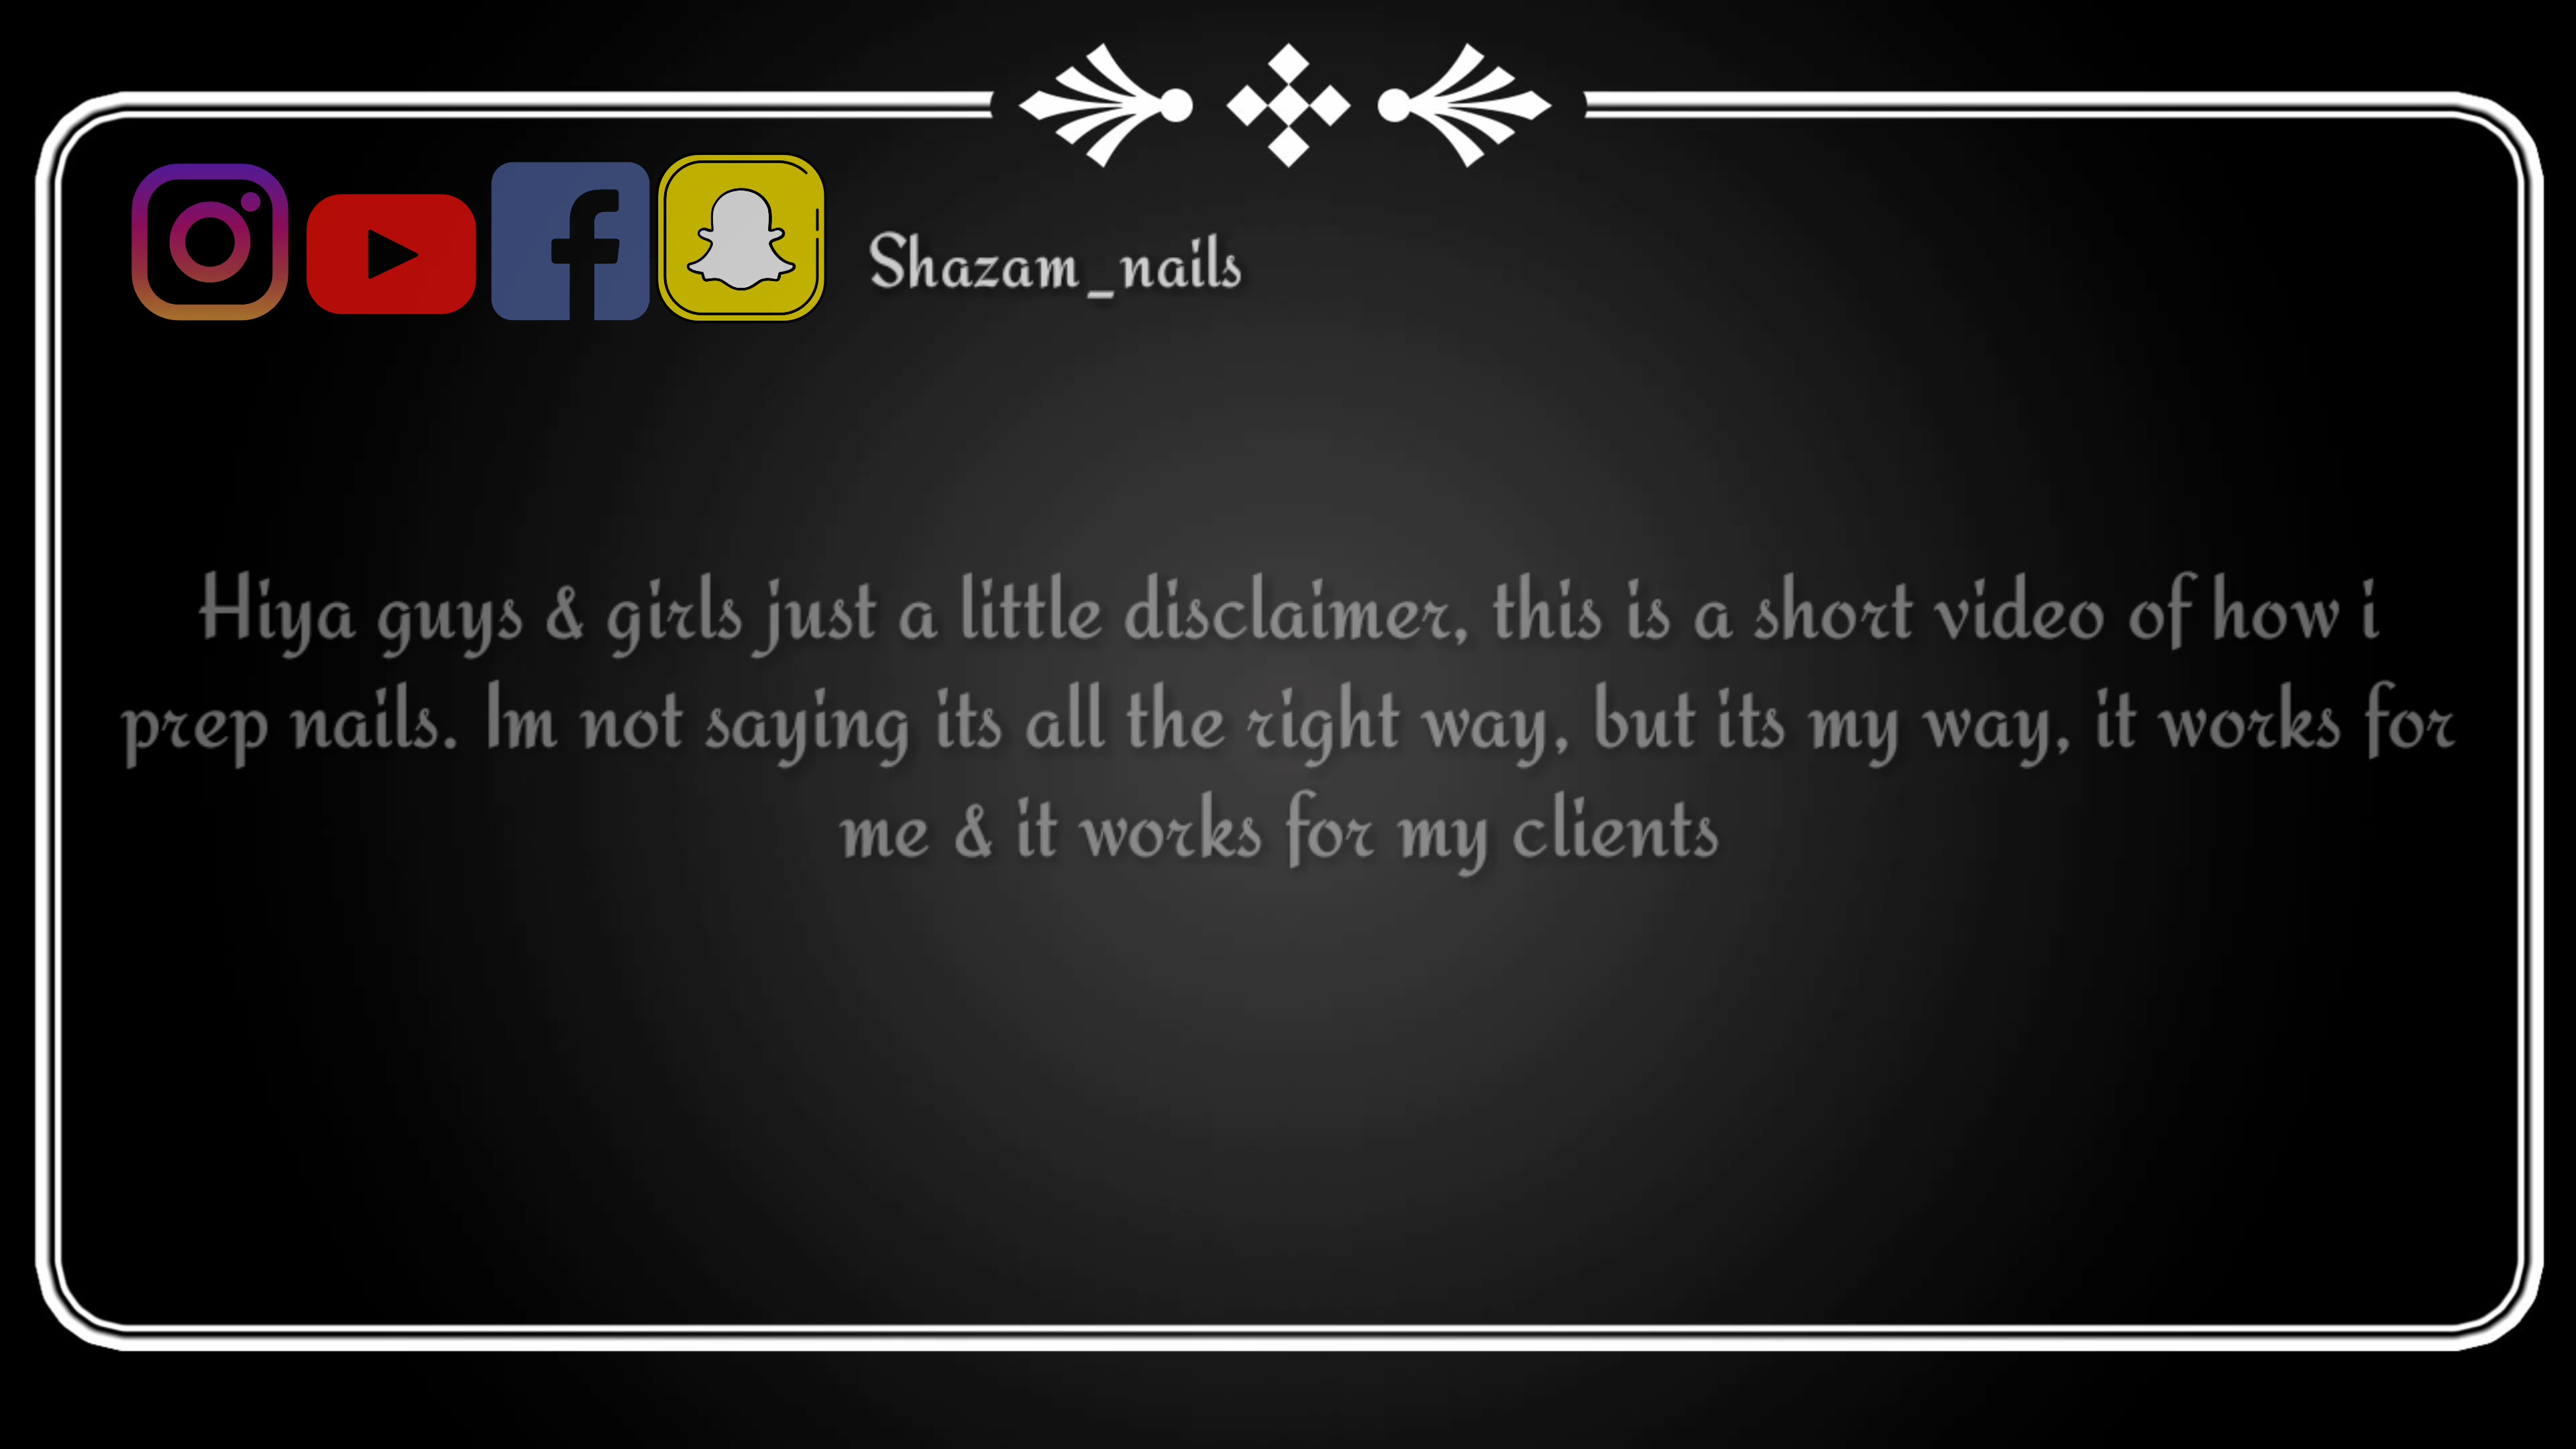 Shazam_nails
Hiya guys & girls just a little disclaimer, this is a short video of how i
prep nails. Im not saying its all the right way, but its my way, it works for
me & it works for my clients